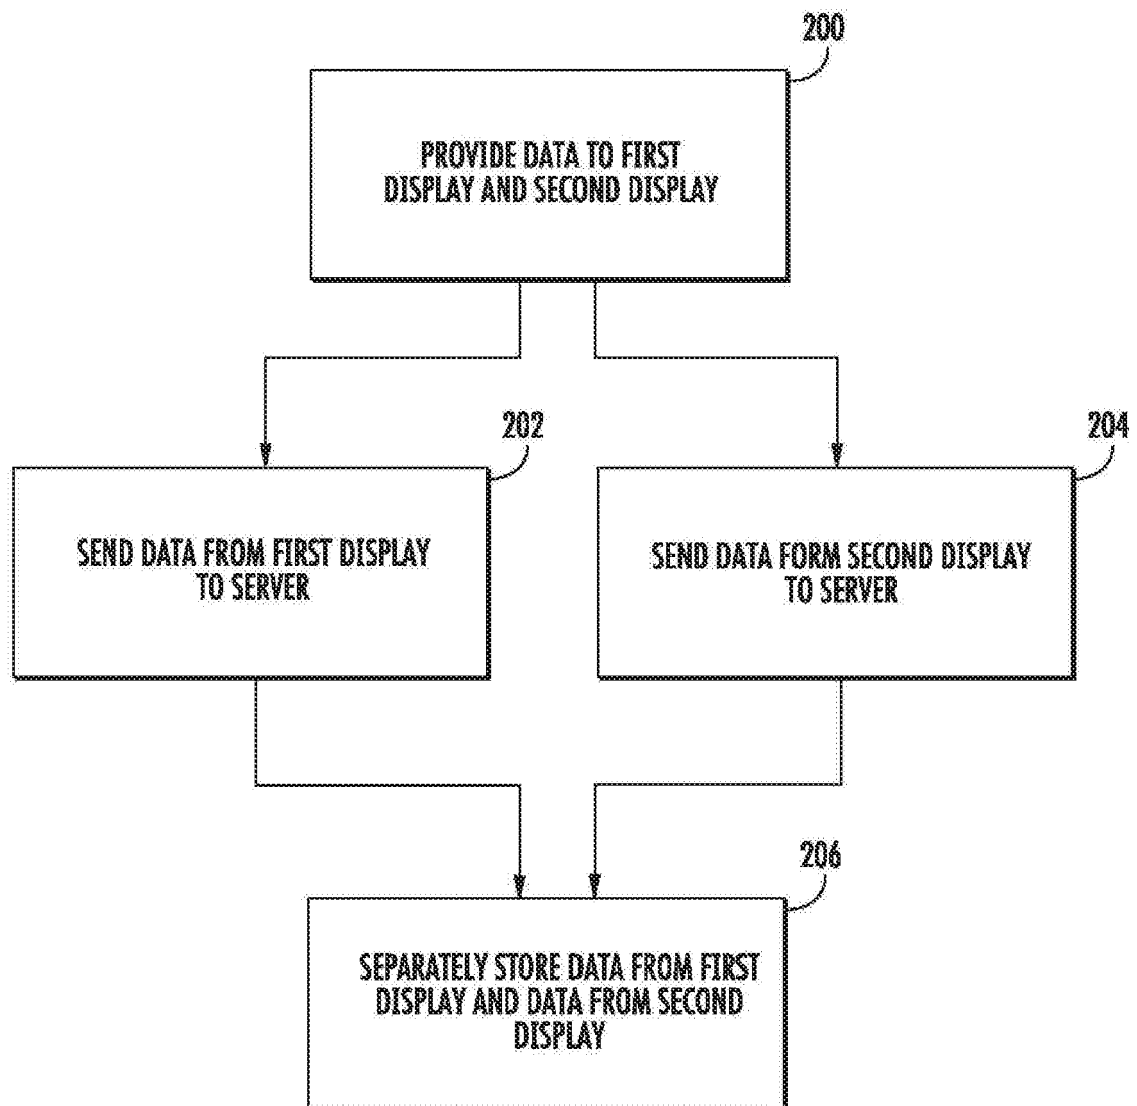 200
PROVIDE DATA TO FIRST
DISPLAY AND SECOND DISPLAY
202
SEND DATA FROM FIRST DISPLAY
TO SERVER
204
SEND DATA FORM SECOND DISPLAY
TO SERVER
206
SEPARATELY STORE DATA FROM FIRST
DISPLAY AND DATA FROM SECOND
DISPLAY